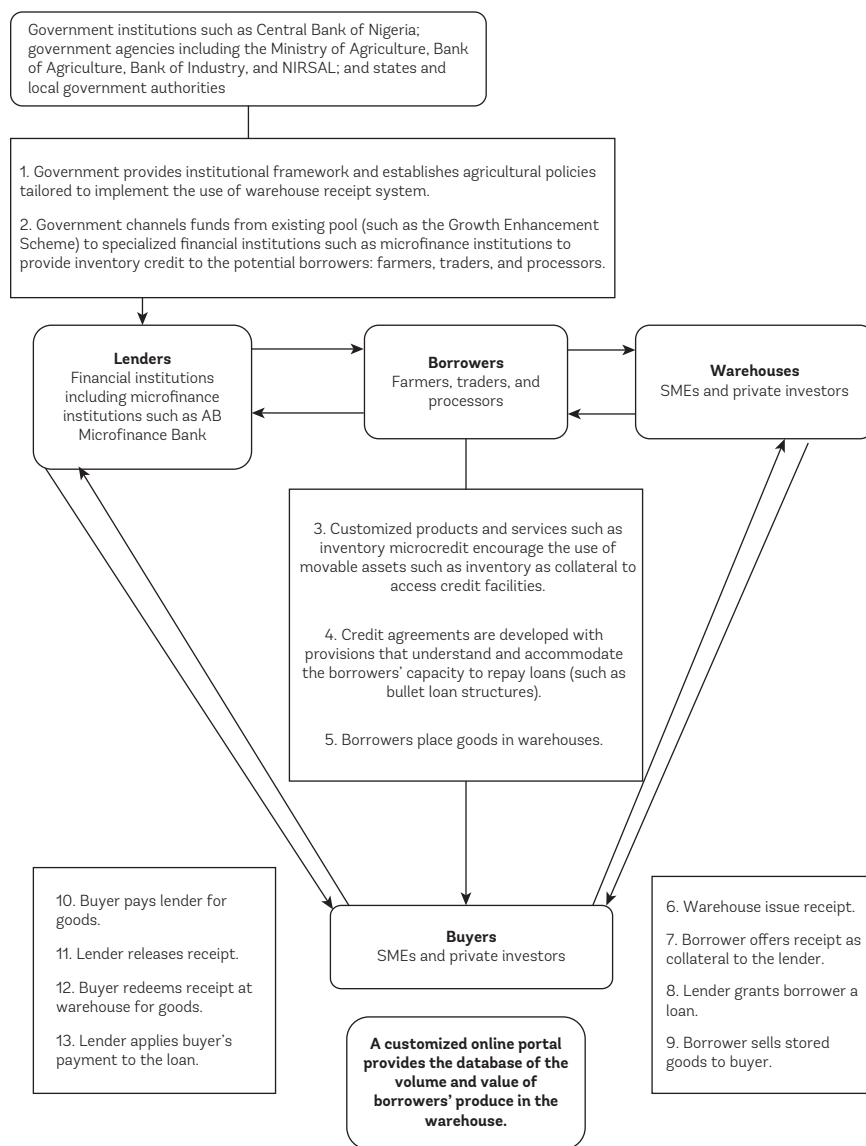 Government institutions such as Central Bank of Nigeria;
government agencies including the Ministry of Agriculture, Bank
of Agriculture, Bank of Industry, and NIRSAL; and states and
local government authorities
1. Government provides institutional framework and establishes agricultural policies
tailored to implement the use of warehouse receipt system.
2. Government channels funds from existing pool (such as the Growth Enhancement
Scheme) to specialized financial institutions such as microfinance institutions to
provide inventory credit to the potential borrowers: farmers, traders, and processors.
Lenders
Financial institutions
including microfinance
institutions such as AB
Microfinance Bank
Borrowers
Farmers, traders, and
processors
Warehouses
SMEs and private investors
3. Customized products and services such as
inventory microcredit encourage the use of
movable assets such as inventory as collateral to
access credit facilities.
4. Credit agreements are developed with
provisions that understand and accommodate
the borrowers' capacity to repay loans (such as
bullet loan structures).
5. Borrowers place goods in warehouses.
10. Buyer pays lender for
goods.
11. Lender releases receipt.
12. Buyer redeems receipt at
warehouse for goods.
13. Lender applies buyer's
payment to the loan.
Buyers
SMEs and private investors
A customized online portal
provides the database of the
volume and value of
borrowers' produce in the
warehouse.
6. Warehouse issue receipt.
7. Borrower offers receipt as
collateral to the lender.
8. Lender grants borrower a
loan.
9. Borrower sells stored
goods to buyer.